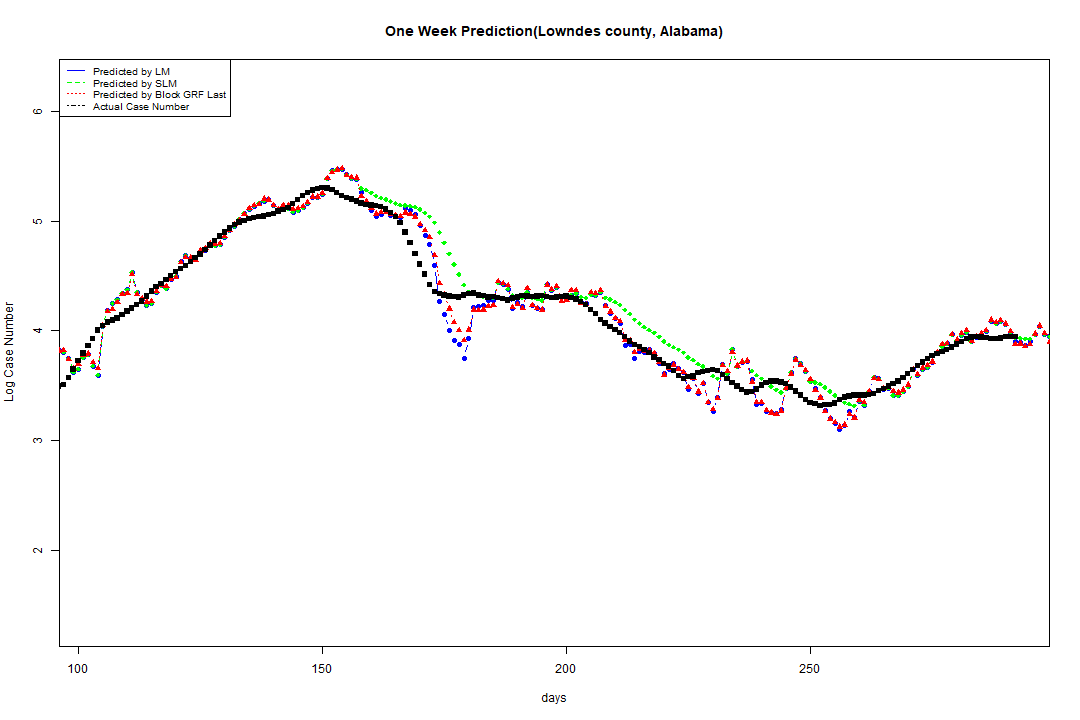 One Week Prediction(Lowndes county, Alabama)
Predicted by LM
Predicted by SLM
Predicted by Block GRF Last
Actual Case Number
6
5
4
3
2
Log Case Number
100 150 200 250
days